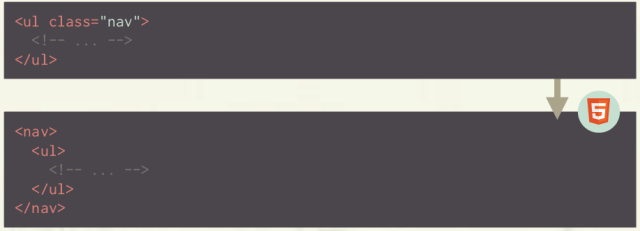 <ul class="nav">
<!-- ... -->
</ul>
<nav>
<ul>
<!-- ... -->
</ul>
</nav>
5